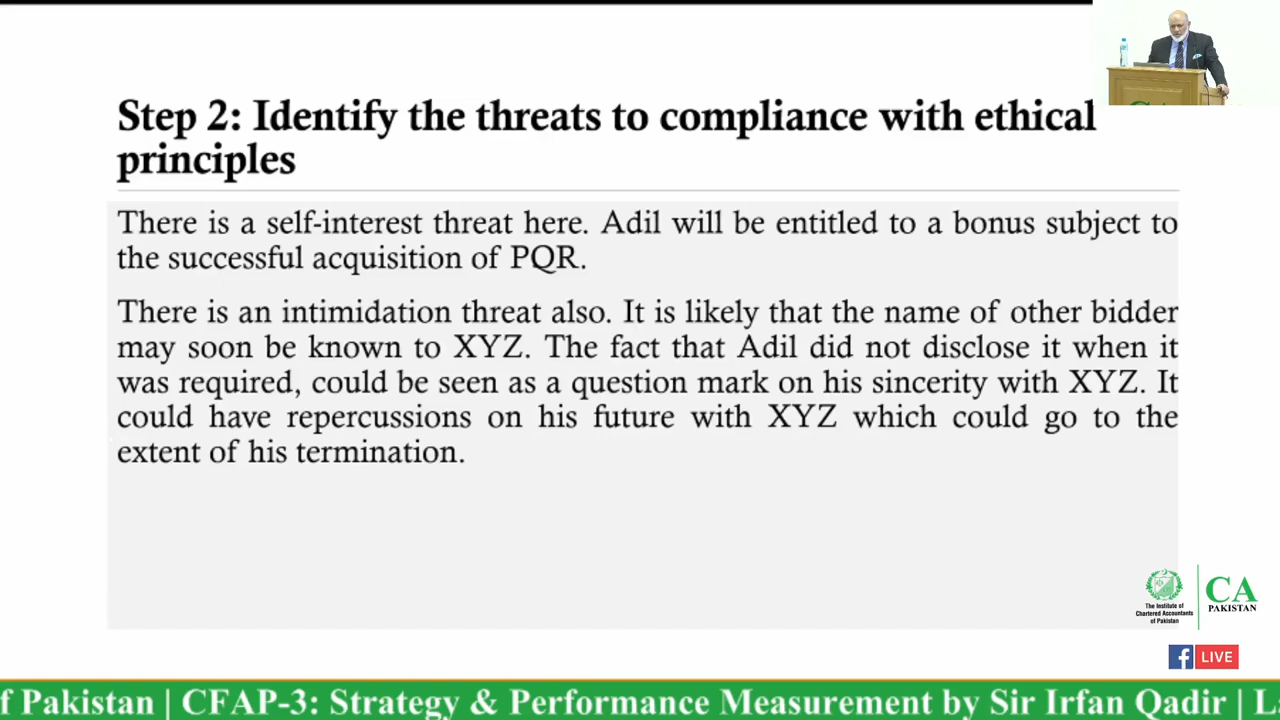 Step 2: Identify the threats to compliance with ethical
principles
There is a self-interest threat here. Adil will be entitled to a bonus subject to
the successful acquisition of PQR.
There is an intimidation threat also. It is likely that the name of other bidder
may soon be known to XYZ. The fact that Adil did not disclose it when it
was required, could be seen as a question mark on his sincerity with XYZ. It
could have repercussions on his future with XYZ which could go to the
extent of his termination.
The Institute of
Chartered Accountants
of Pakistan
CA
PAKISTAN
f LIVE
f Pakistan | CFAP-3: Strategy & Performance Measurement by Sir Irfan Qadir |